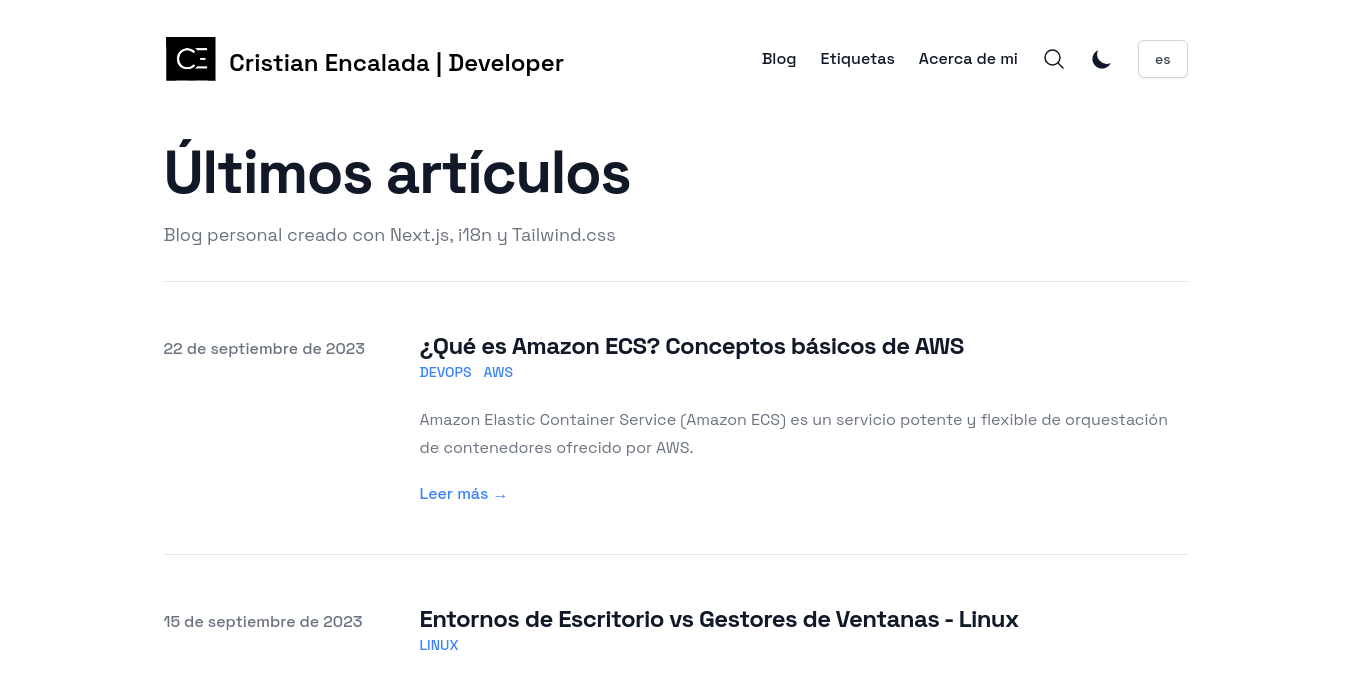 CE
Cristian Encalada | Developer
Blog
Etiquetas
Acerca de mi
es
Últimos artículos
Blog personal creado con Next.js, i18n y Tailwind.css
22 de septiembre de 2023
¿Qué es Amazon ECS? Conceptos básicos de AWS
DEVOPS AWS
Amazon Elastic Container Service (Amazon ECS) es un servicio potente y flexible de orquestación
de contenedores ofrecido por AWS.
Leer más →
15 de septiembre de 2023
Entornos de Escritorio vs Gestores de Ventanas - Linux
LINUX